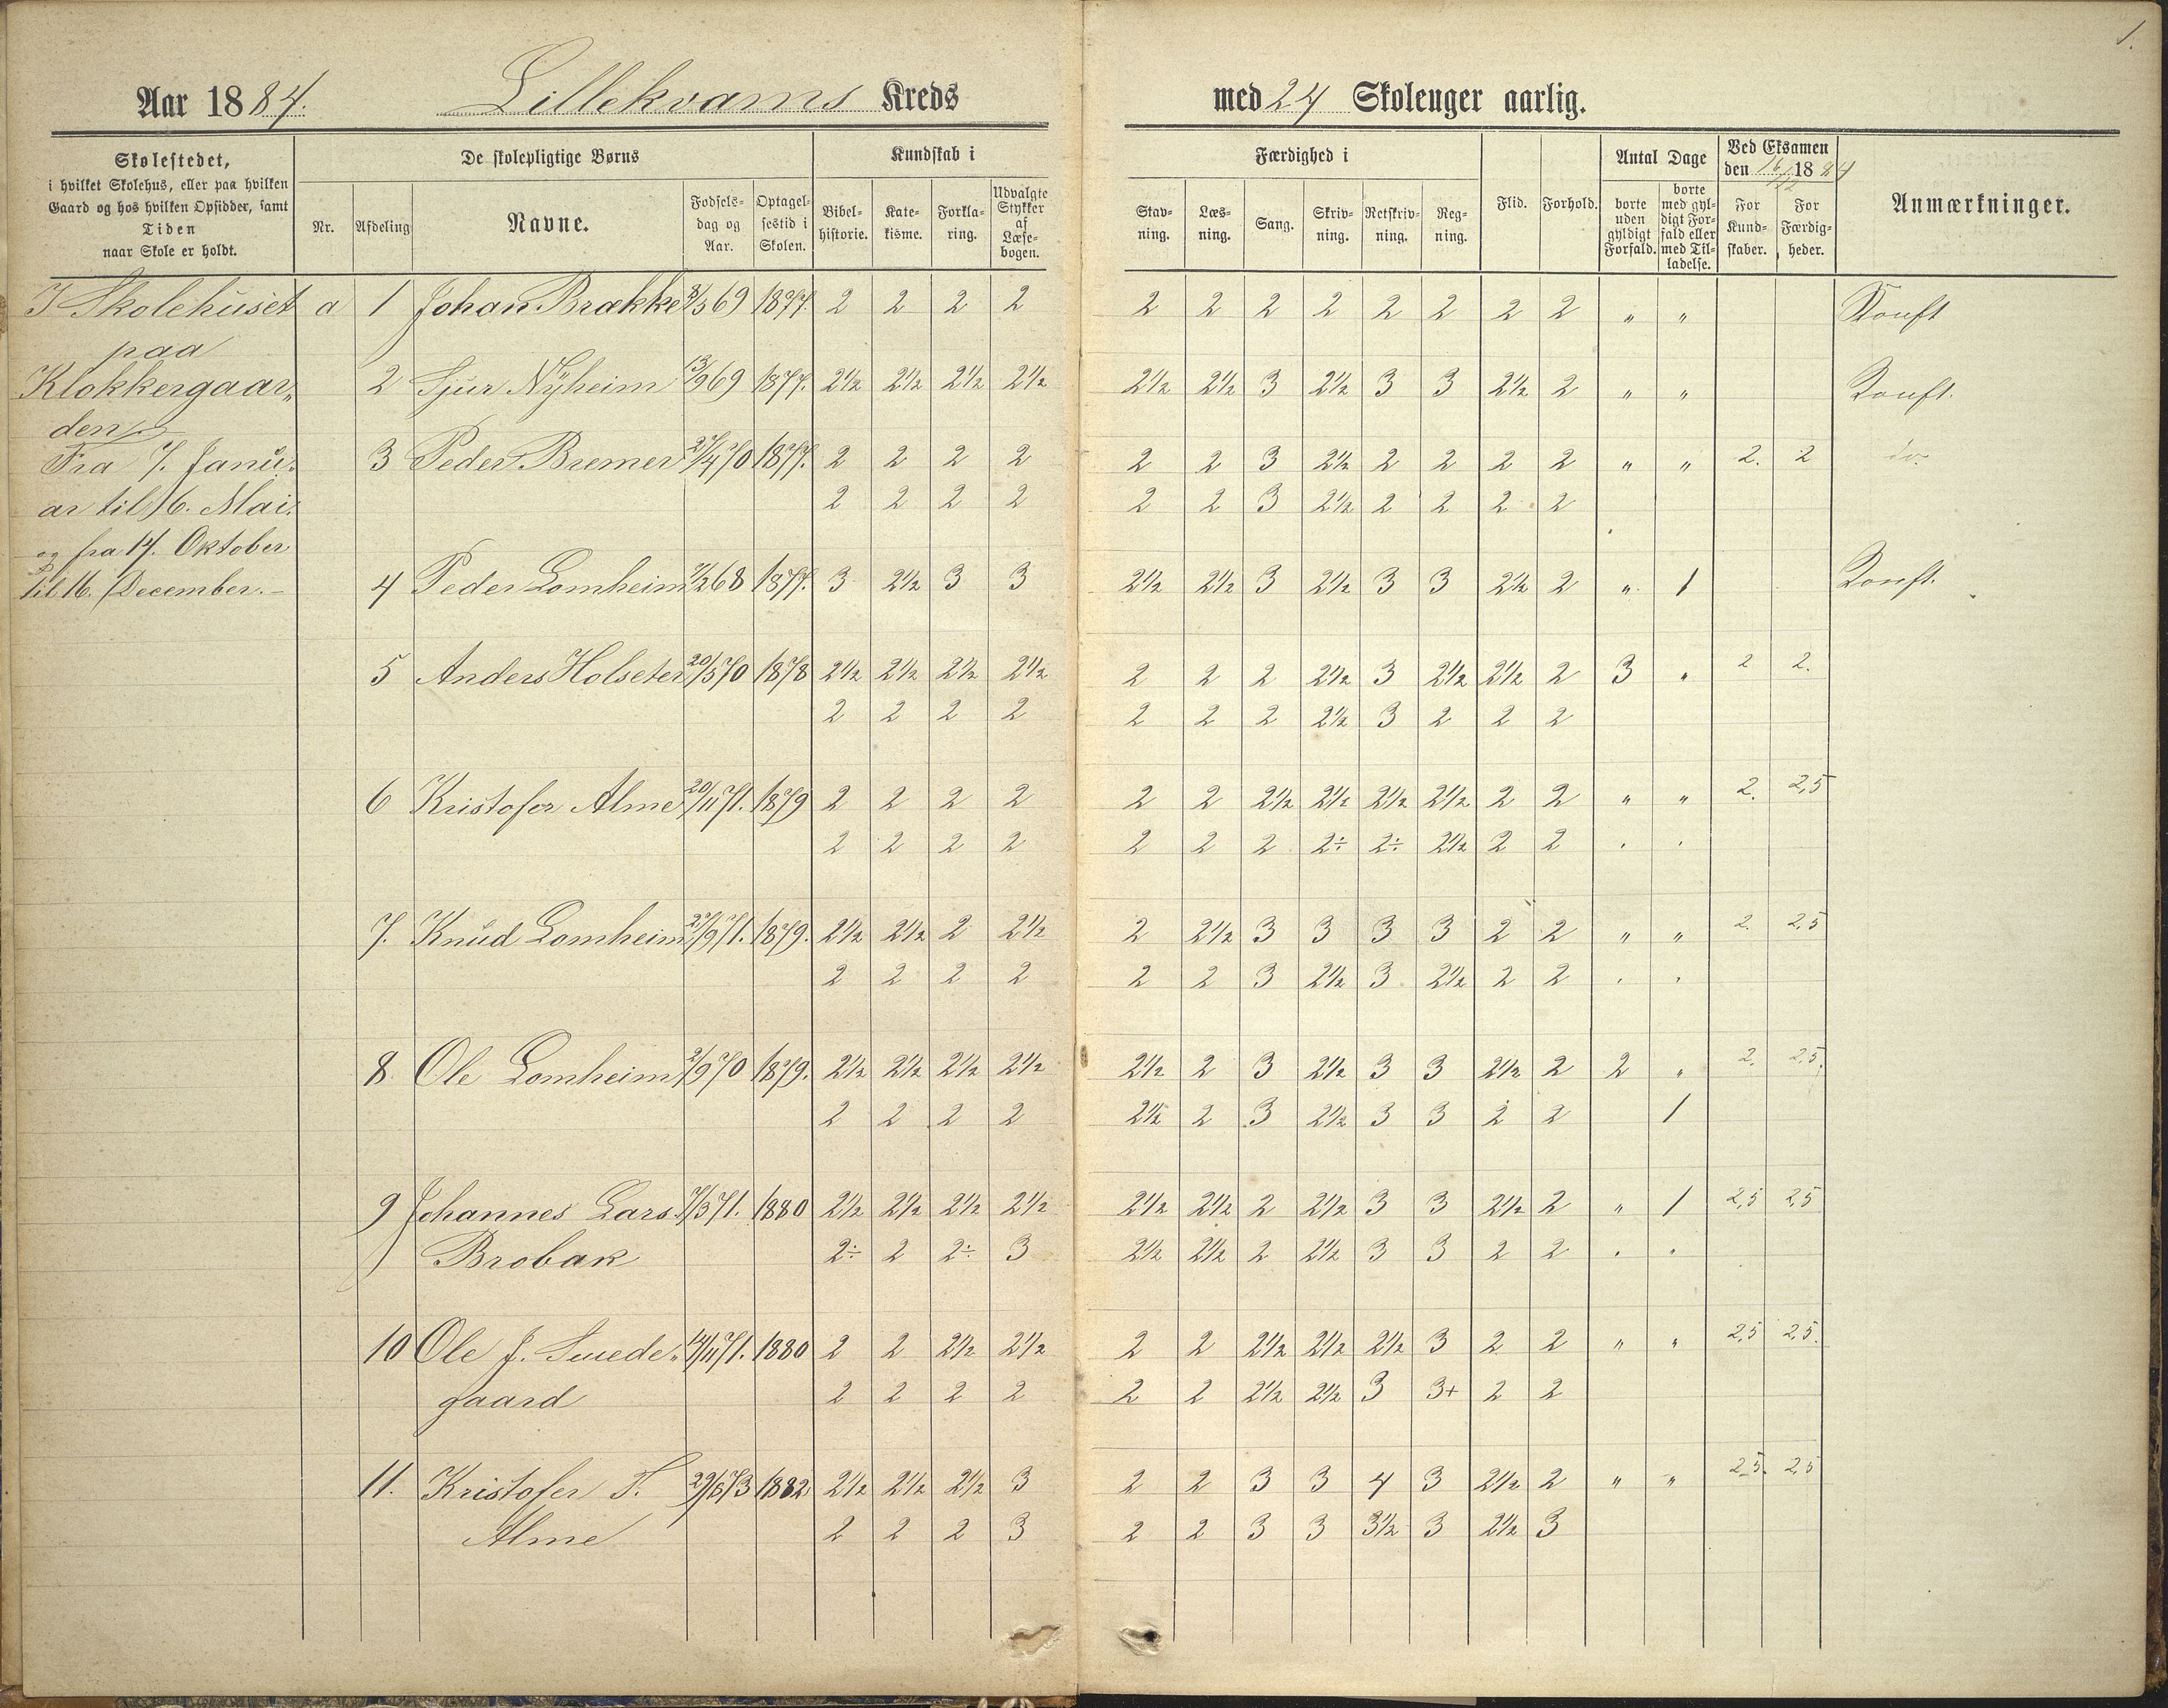 1.
Aar 1884. Lillekvams Kreds med 24 Skoleuger aarlig.
Skolestedet, i hvilket Skolehus, eller paa hvilken Gaard og hos hvilken Opsidder, samt Tiden naar Skole er holdt.
De skolepligtige Børns
Nr. Afdeling Navne. Fødselsdag og Aar. Optagelsestid i Skolen.
Kundskab i
Bibelhistorie. Katekisme. Forklaring. Udvalgte Stykker af Læsebogen.
Færdighed i
Stavning. Læsning. Sang. Skrivning. Retskrivning. Regning.
Flid. Forhold.
Antal Dage
borte uden gyldigt Forfald. borte med gyldigt Forfald eller med Tilladelse.
Ved Eksamen den 16/12 1884
For Kundskaber. For Færdigheder.
Anmærkninger.
I Skolehuset
paa
Klokkergaar„
den
Fra 7. Janu„
ar til 16. Mai.
og fra 14. Oktober
til 16. December.
a 1 Johan Brække 3/5 69 1877. 2 2 2 2 2 2 2 2 2 2 2 2 „ „ Konft
2 Sjur Nyheim 13/9 69 1877. 2½ 2½ 2½ 2½ 2½ 2½ 3 2½ 3 3 2½ 2 „ „ Konft.
3 Peder Bremer 27/4 70 1877. 2 2 2 2 2 2 3 2½ 2 2 2 2 „ „ 2. 2 do.
2 2 2 2 2 2 3 2½ 2 2 2 2
4 Peder Lomheim 7/2 68 1877. 3 2½ 3 3 2½ 2½ 3 2½ 3 3 2½ 2 „ 1 Konft.
5 Anders Holseter 20/5 70 1878 2½ 2½ 2½ 2½ 2 2 2 2½ 3 2½ 2½ 2 3 „ 2 2.
2 2 2 2 2 2 2 2½ 3 2 2 2
6 Kristofer Alme 20/11 71. 1879 2 2 2 2 2 2 2½ 2½ 2½ 2½ 2 2 „ „ 2. 2,5
2 2 2 2 2 2 2 2÷ 2÷ 2½ 2 2 . .
7. Knud Lomheim 27/9 71. 1879. 2½ 2½ 2 2½ 2 2½ 3 3 3 3 2 2 „ „ 2. 2,5
2 2 2 2 2 2 3 2½ 3 2½ 2 2 . .
8. Ole Lomheim 2/9 70 1879. 2½ 2½ 2½ 2½ 2½ 2 3 2½ 3 3 2½ 2 2 „ 2. 2,5.
2 2 2 2 2½ 2 3 2½ 3 3 2 2 1
9 Johannes Lars. 7/3 71. 1880 2½ 2½ 2½ 2½ 2½ 2½ 2 2½ 3 3 2½ 2 „ 1 2,5 2,5
Brobak 2÷ 2 2÷ 3 2½ 2½ 2 2½ 3 3 2 2 . .
10 Ole J. Smede„ 14/11 71. 1880 2 2 2½ 2½ 2 2 2½ 2½ 2½ 3 2 2 „ „ 2,5 2,5.
gaard 2 2 2 2 2 2 2½ 2½ 3 3+ 2 2
11. Kristofer T. 29/6 73 1882 2½ 2½ 2½ 3 2 2 3 3 4 3 2½ 2 „ „ 2,5. 2,5
Alme 2 2 2 3 2 2 3 3 3½ 3 2½ 3